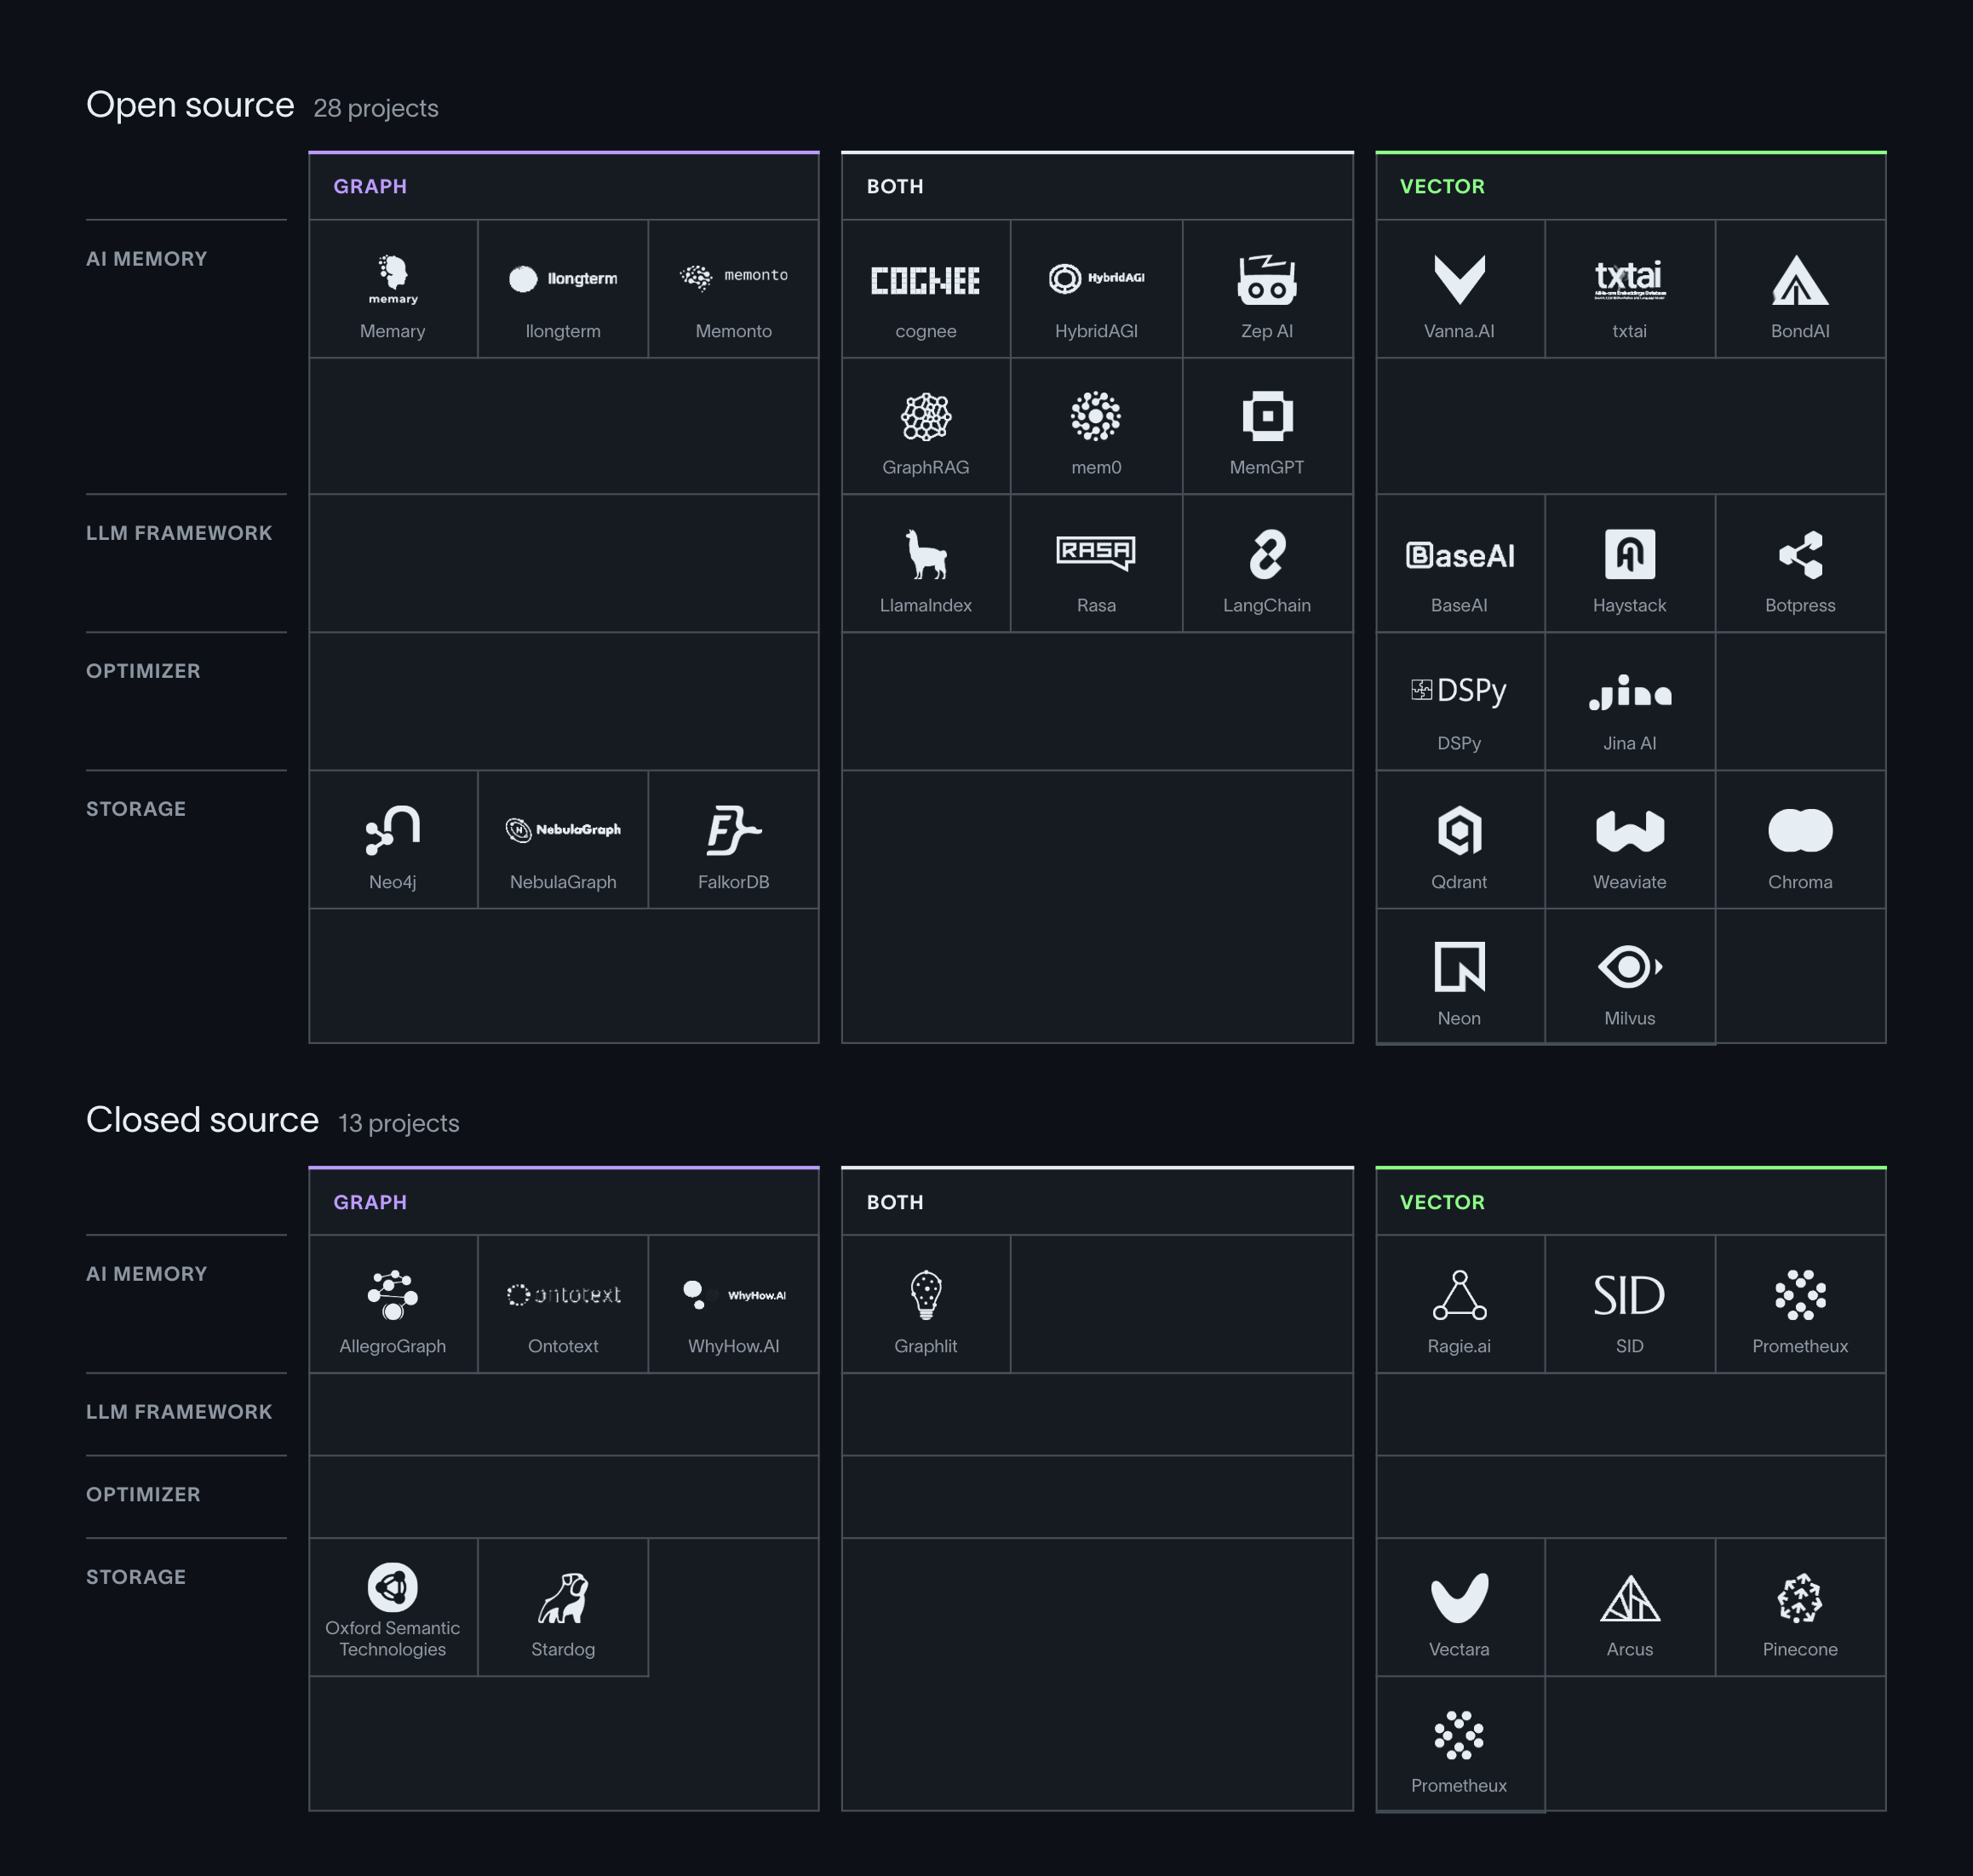 Open source 28 projects
GRAPH
BOTH
VECTOR
AI MEMORY
memary
llongterm
memonto
COGNEE
HybridAGI
txtai
Memary
llongterm
Memonto
cognee
HybridAGI
Zep AI
Vanna.AI
txtai
BondAI
GraphRAG
mem0
MemGPT
LLM FRAMEWORK
RASA
BaseAI
LlamaIndex
Rasa
LangChain
BaseAI
Haystack
Botpress
OPTIMIZER
DSPy
Jina
DSPy
Jina AI
STORAGE
NebulaGraph
Neo4j
NebulaGraph
FalkorDB
Qdrant
Weaviate
Chroma
Neon
Milvus
Closed source 13 projects
GRAPH
BOTH
VECTOR
AI MEMORY
ontotext
WhyHow.AI
SID
AllegroGraph
Ontotext
WhyHow.AI
Graphlit
Ragie.ai
SID
Prometheux
LLM FRAMEWORK
OPTIMIZER
STORAGE
Oxford Semantic
Technologies
Stardog
Vectara
Arcus
Pinecone
Prometheux